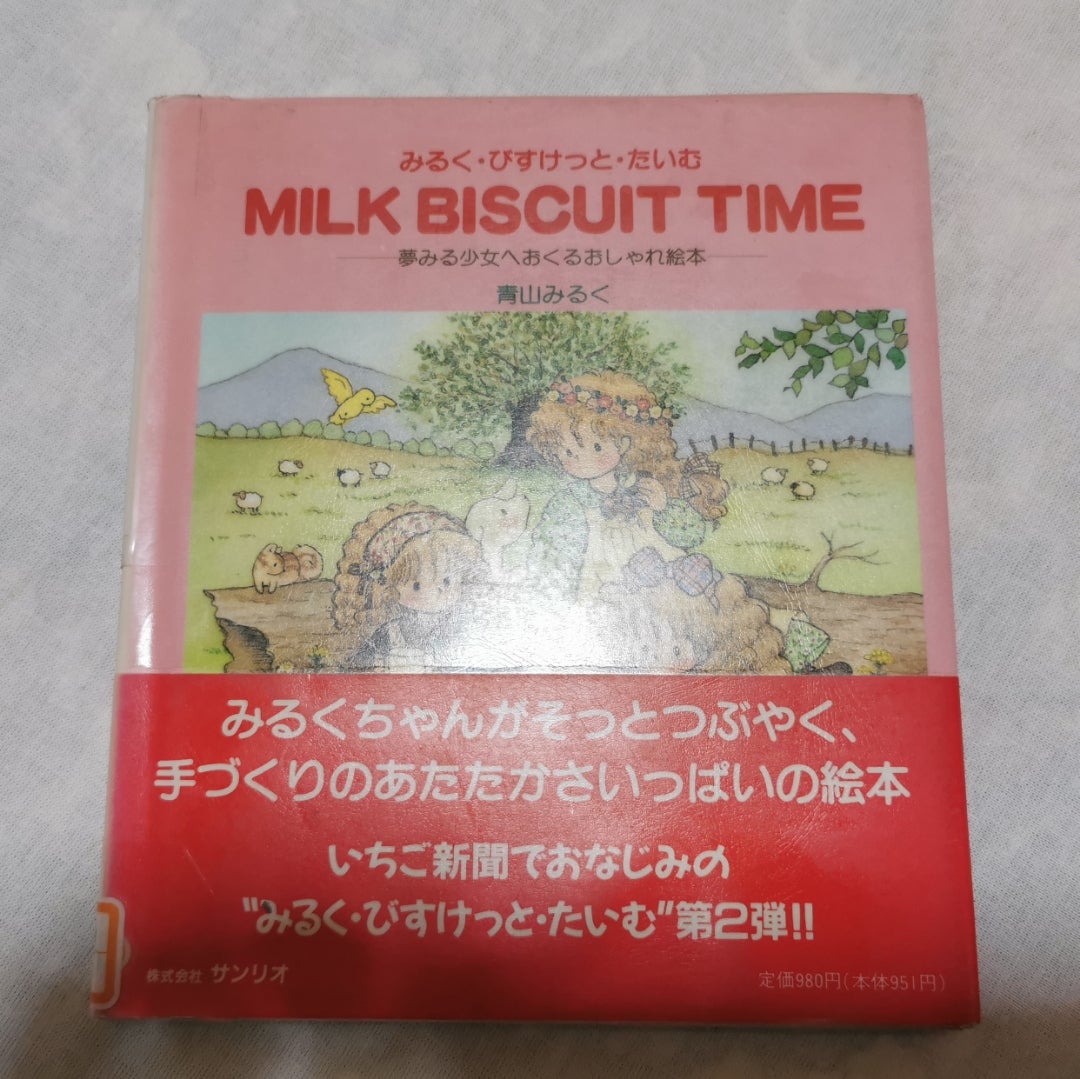 みるく・びすけっと・たいむ
MILK BISCUIT TIME
夢みる少女へおくるおしゃれ絵本
青山みるく
みるくちゃんがそっとつぶやく、
手づくりのあたたかさいっぱいの絵本
いちご新聞でおなじみの
"みるく・びすけっと・たいむ"第2弾!!
株式会社 サンリオ
定価980円(本体951円)